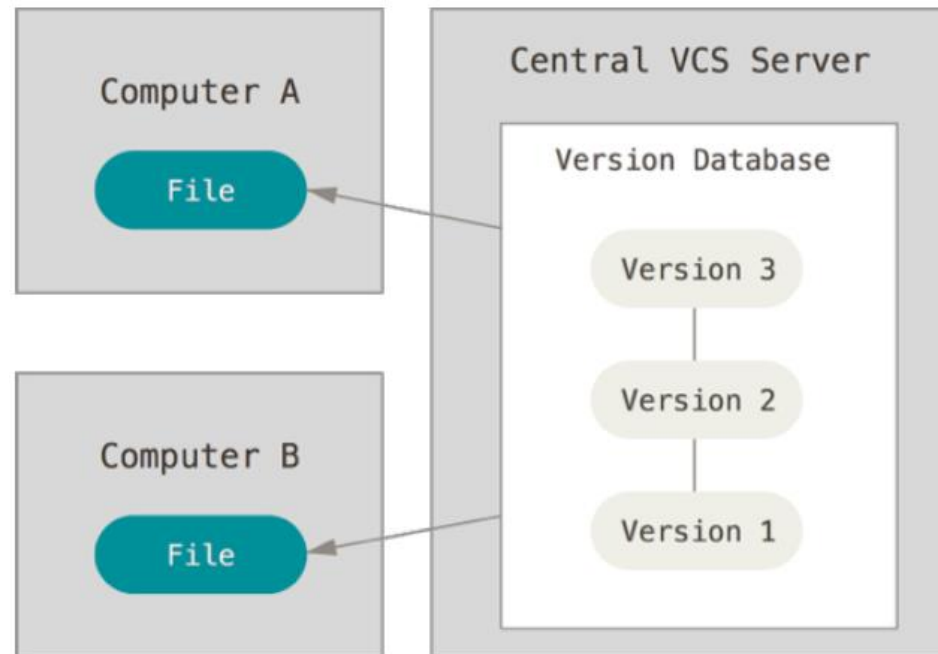 Computer A
File
Computer B
File
Central VCS Server
Version Database
Version 3
Version 2
Version 1